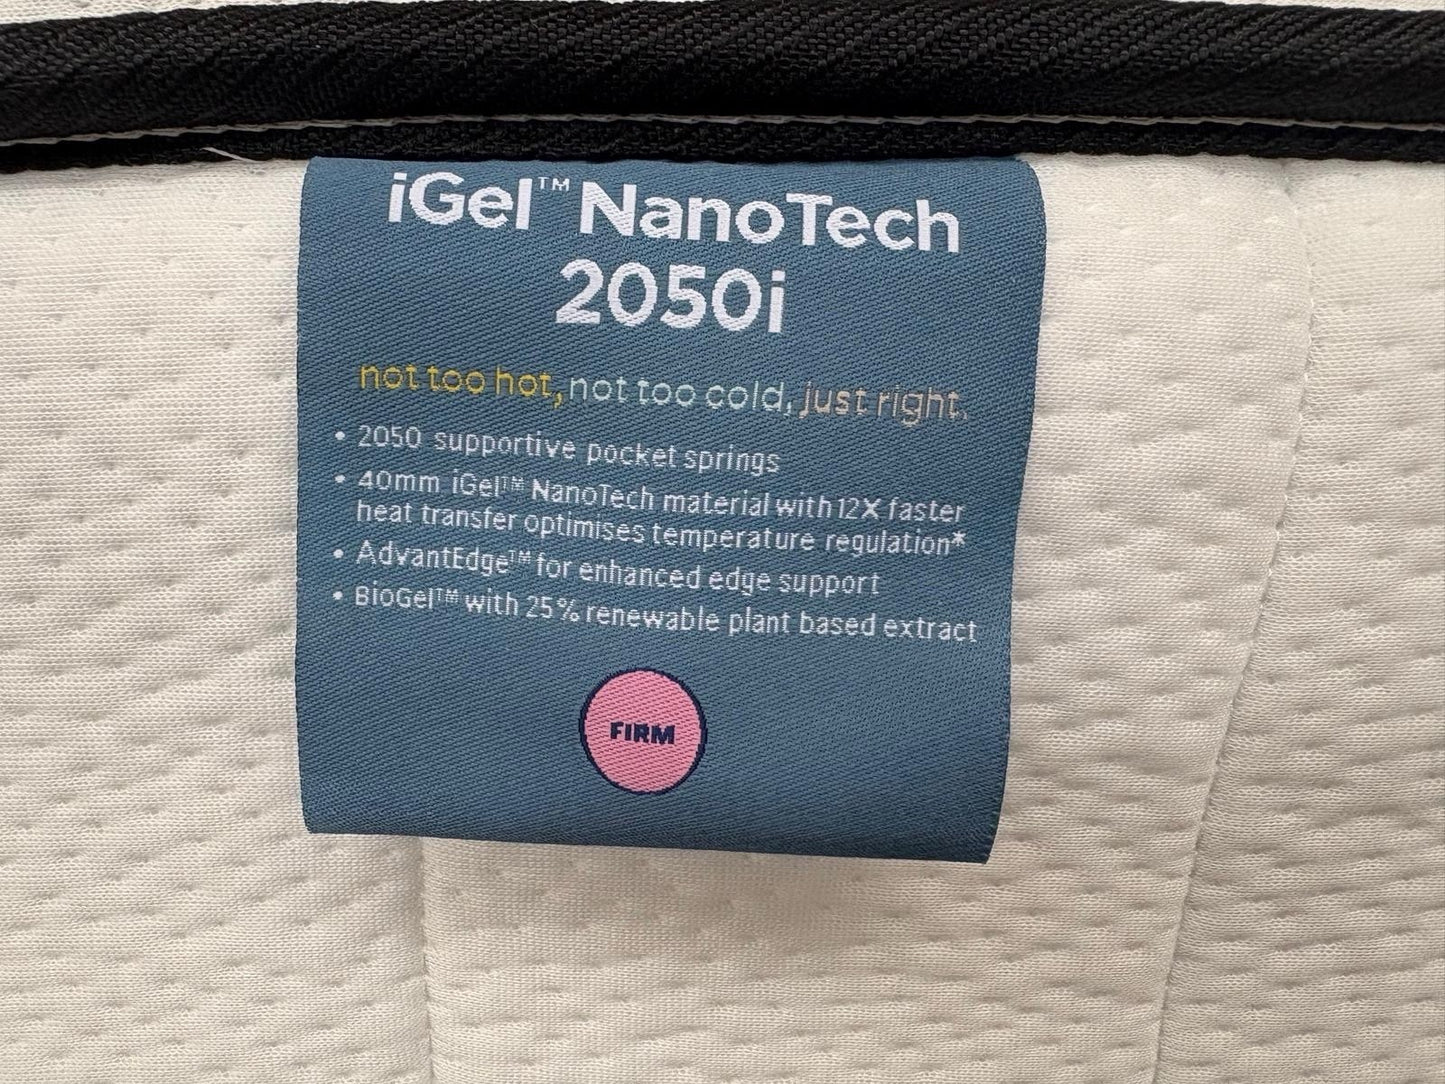 iGel™ NanoTech
2050i
not too hot, not too cold, just right.
• 2050 supportive pocket springs
• 40mm iGel™ NanoTech material with 12X faster
heat transfer optimises temperature regulation*
• AdvantEdge™ for enhanced edge support
• BioGel™ with 25% renewable plant based extract
FIRM